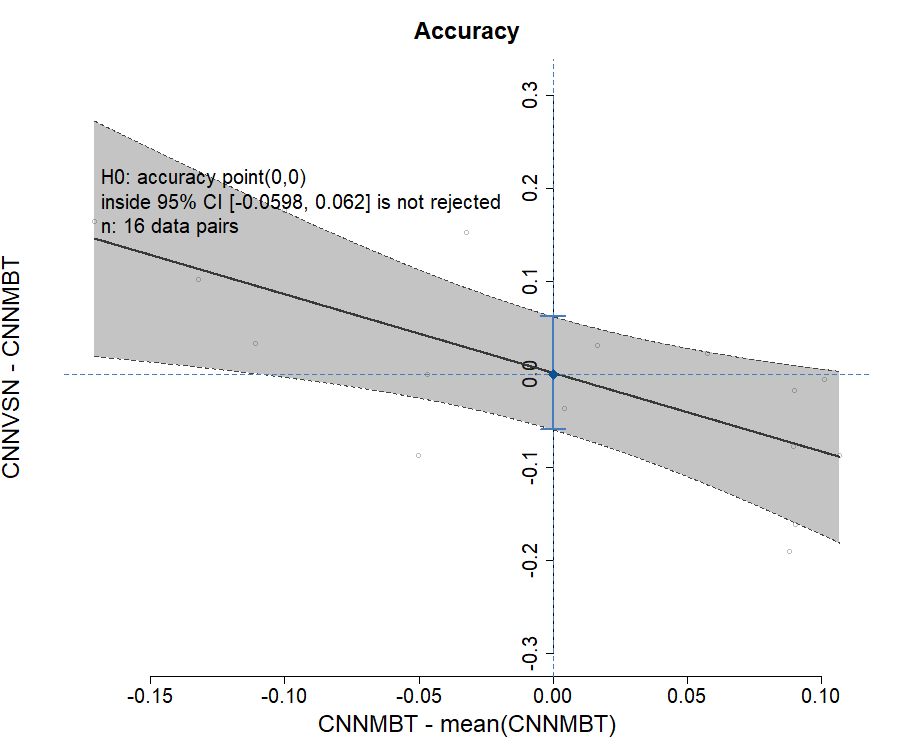 Accuracy
H0: accuracy point(0,0)
inside 95% CI [-0.0598, 0.062] is not rejected
n: 16 data pairs
CNNVSN - CNNMBT
0.3
0.2
0.1
0.0
-0.1
-0.2
-0.3
-0.15 -0.10 -0.05 0.00 0.05 0.10
CNNMBT - mean(CNNMBT)